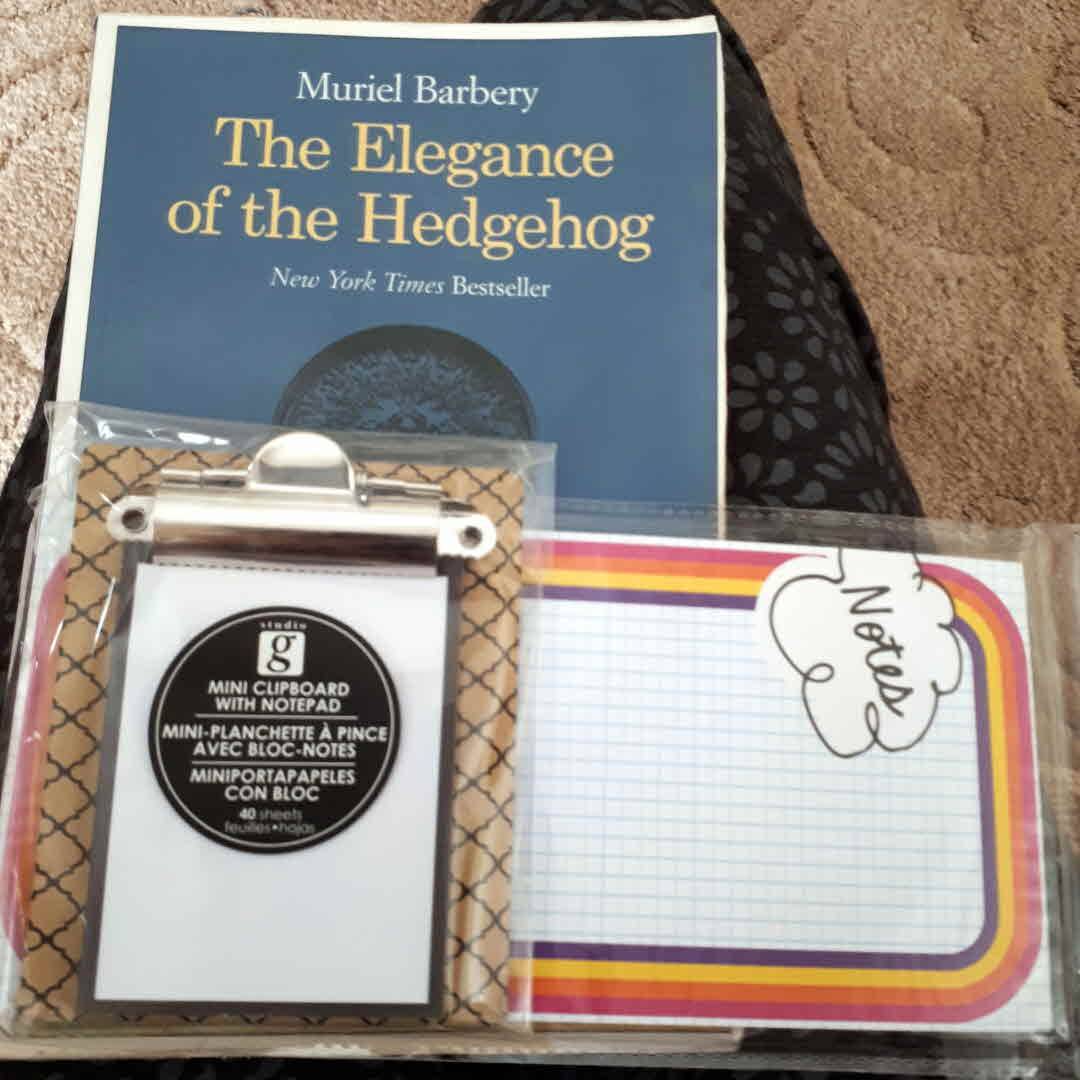 Muriel Barbery
The Elegance
of the Hedgehog
New York Times Bestseller
studio
g
MINI CLIPBOARD
WITH NOTEPAD
MINI-PLANCHETTE À PINCE
AVEC BLOC-NOTES
MINIPORTAPAPELES
CON BLOC
40 sheets
feuilles•hojas
Notes